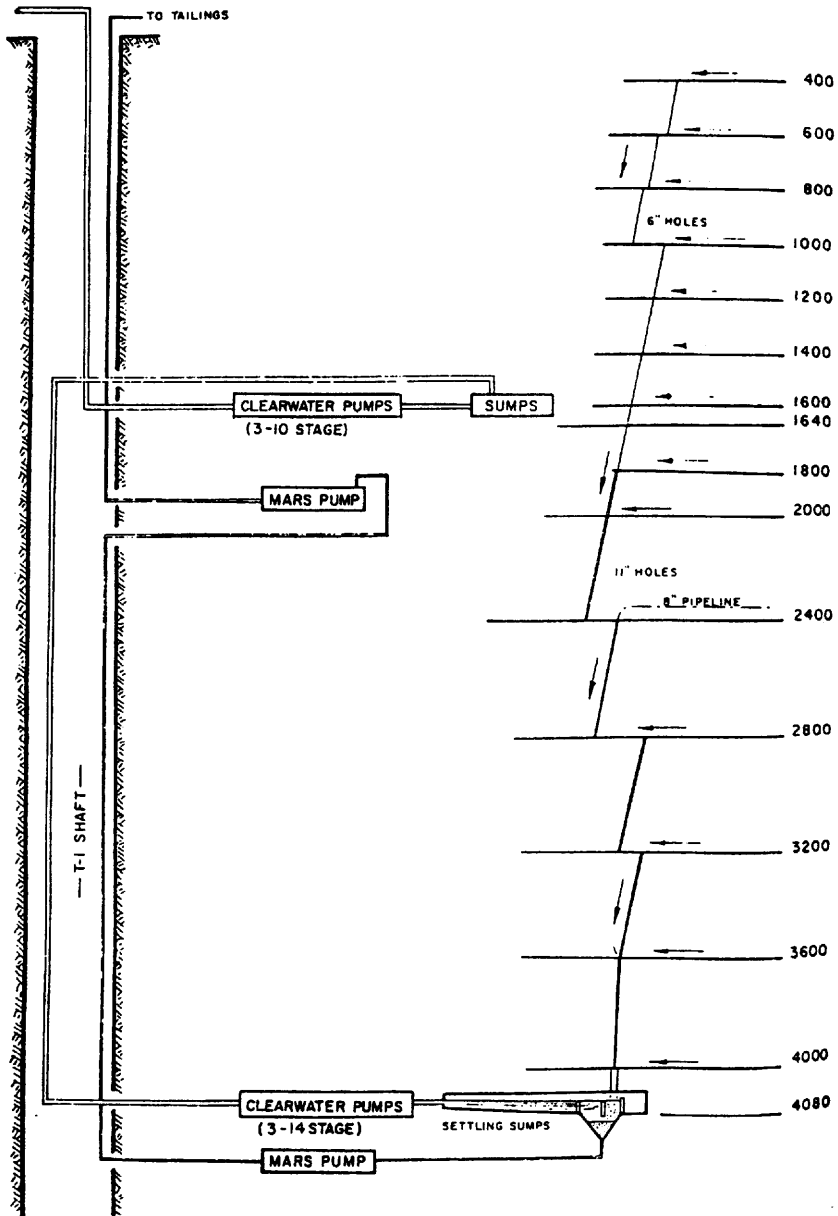 TO TAILINGS
400
600
800
6" HOLES
1000
1200
1400
CLEARWATER PUMPS
SUMPS
1600
(3-10 STAGE)
1640
1800
MARS PUMP
2000
11" HOLES
8" PIPELINE
2400
2800
T-1 SHAFT
3200
3600
4000
CLEARWATER PUMPS
4080
(3-14 STAGE)
SETTLING SUMPS
MARS PUMP